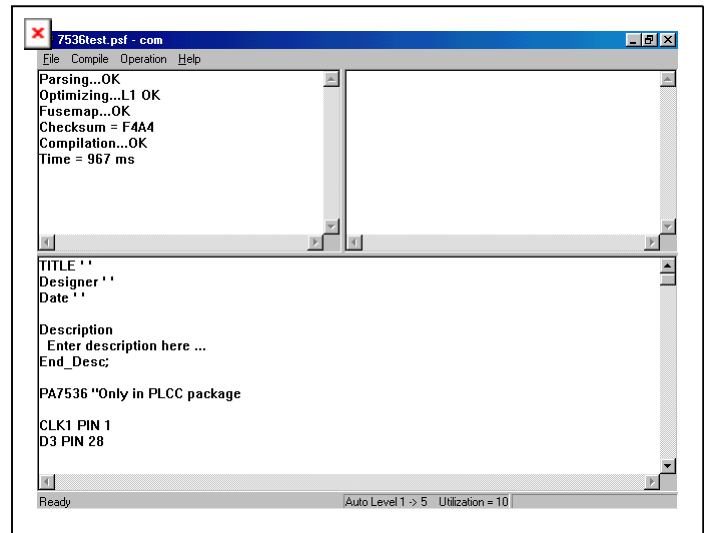 7536test.psf - com
File Compile Operation Help
Parsing...OK
Optimizing...L1 OK
Fusemap...OK
Checksum = F4A4
Compilation...OK
Time = 967 ms
TITLE ' '
Designer ' '
Date ' '
Description
Enter description here ...
End_Desc;
PA7536 "Only in PLCC package
CLK1 PIN 1
D3 PIN 28
Ready
Auto Level 1 -> 5 Utilization = 10